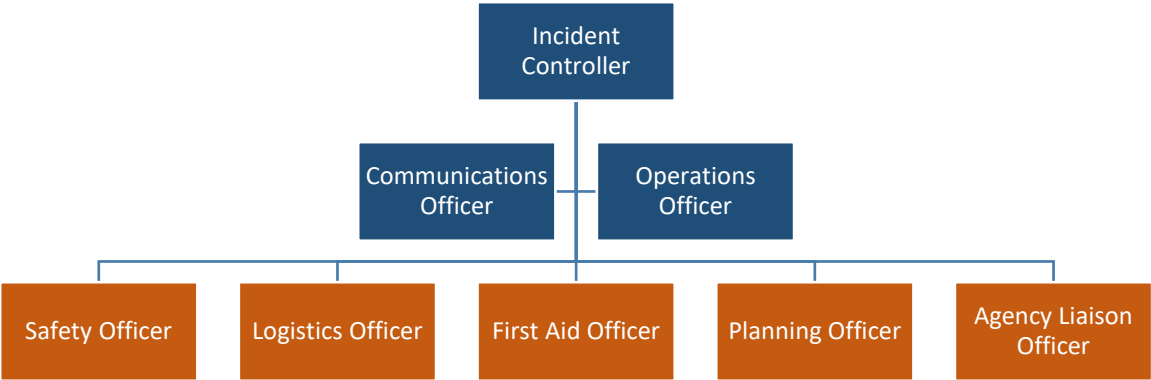 Incident
Controller
Communications
Officer
Operations
Officer
Safety Officer
Logistics Officer
First Aid Officer
Planning Officer
Agency Liaison
Officer